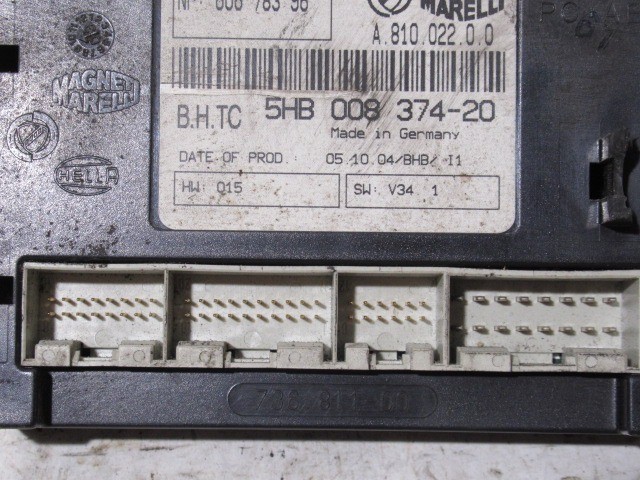 MARELLI
A.810.022.0.0
MAGNETI
MARELLI
HELLA
B.H.TC 5HB 008 374-20
Made in Germany
DATE OF PROD.: 05.10.04/BHB/ I1
HW: 015
SW: V34 1